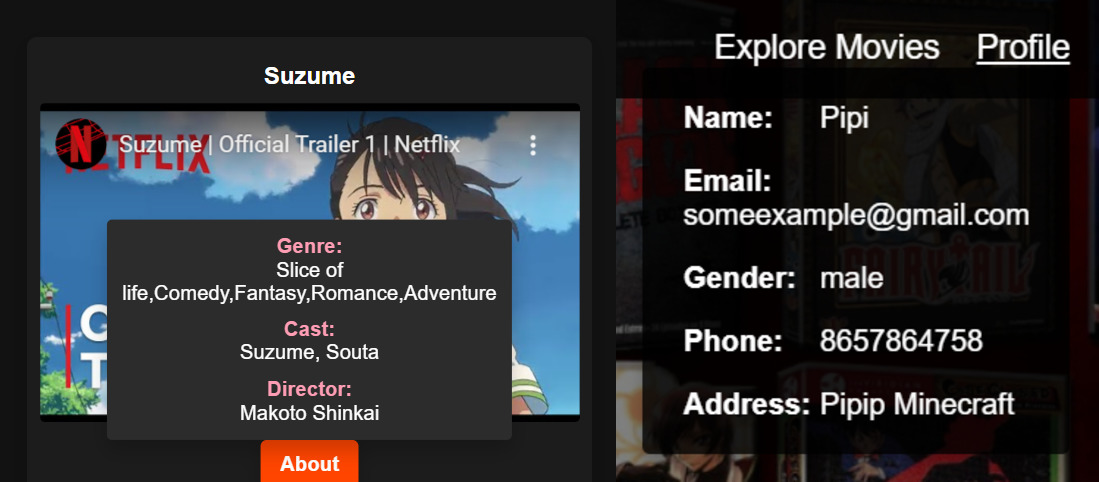 Suzume
N
NETFLIX
Suzume | Official Trailer 1 | Netflix
Genre:
Slice of
life,Comedy,Fantasy,Romance,Adventure
Cast:
Suzume, Souta
Director:
Makoto Shinkai
About
Explore Movies Profile
Name: Pipi
Email:
someexample@gmail.com
Gender: male
Phone: 8657864758
Address: Pipip Minecraft
FAIRY TAIL